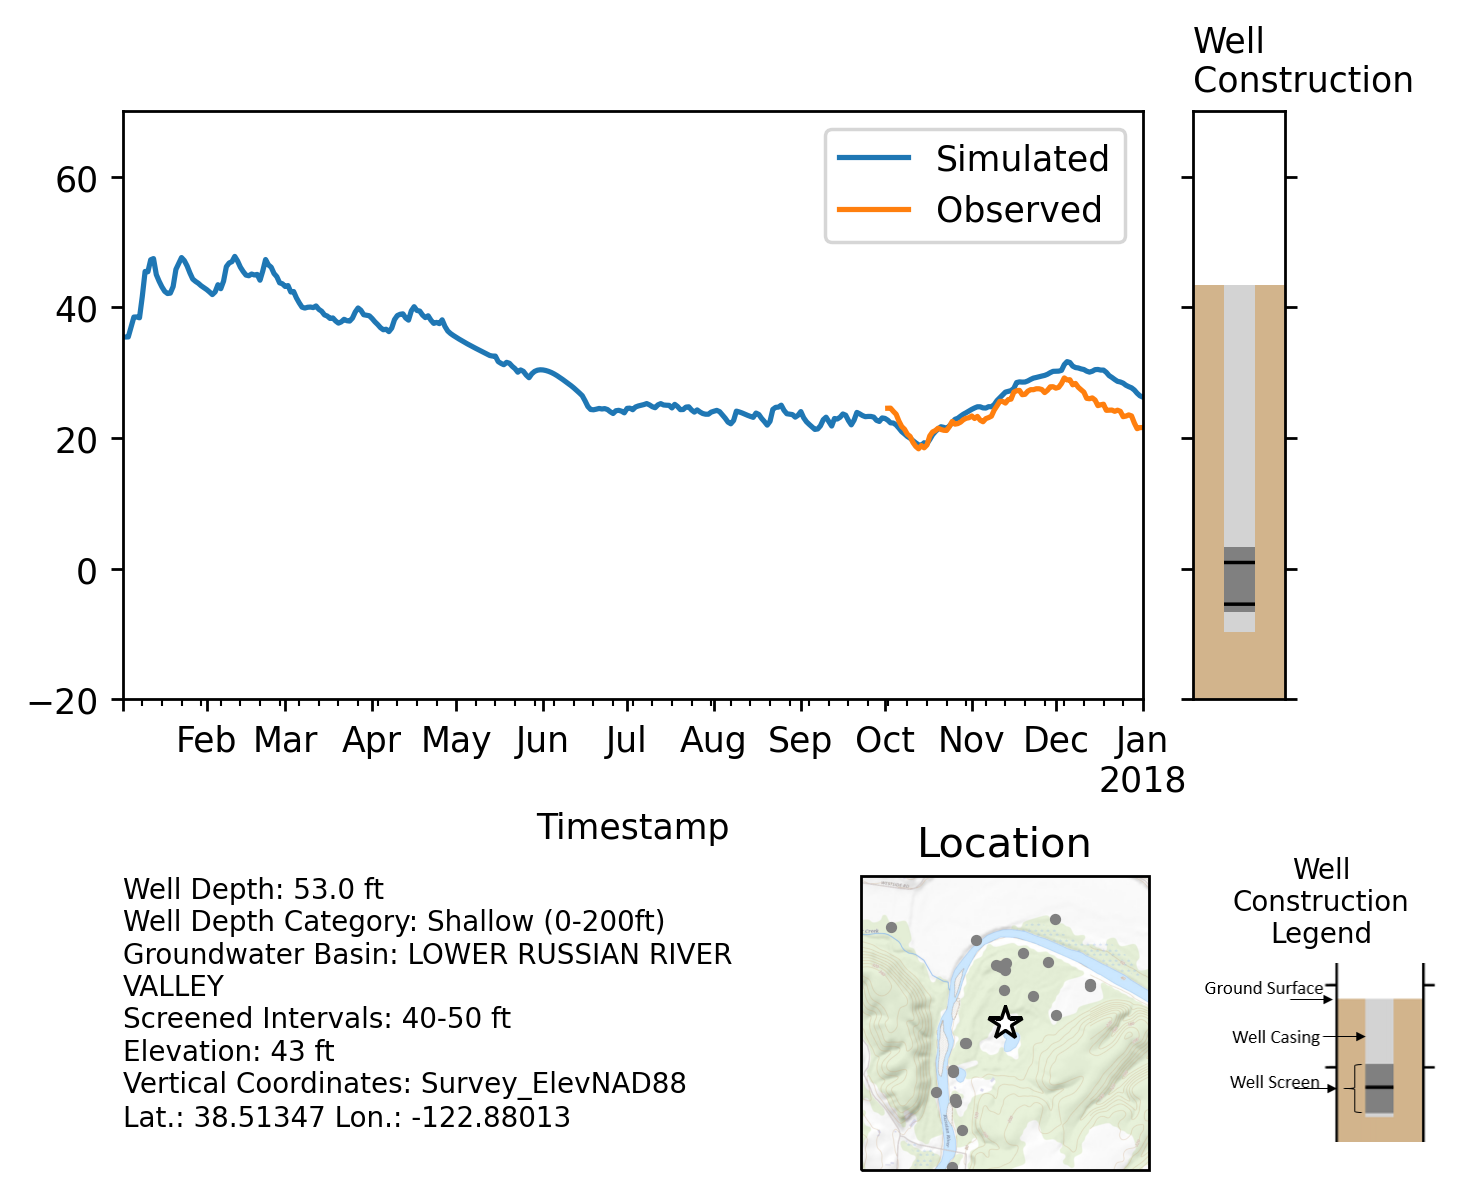 Well
Construction
Simulated
Observed
60
40
20
0
−20
Feb Mar Apr May Jun Jul Aug Sep Oct Nov Dec Jan
2018
Timestamp
Well Depth: 53.0 ft
Well Depth Category: Shallow (0-200ft)
Groundwater Basin: LOWER RUSSIAN RIVER
VALLEY
Screened Intervals: 40-50 ft
Elevation: 43 ft
Vertical Coordinates: Survey_ElevNAD88
Lat.: 38.51347 Lon.: -122.88013
Location
Well
Construction
Legend
Ground Surface
Well Casing
Well Screen